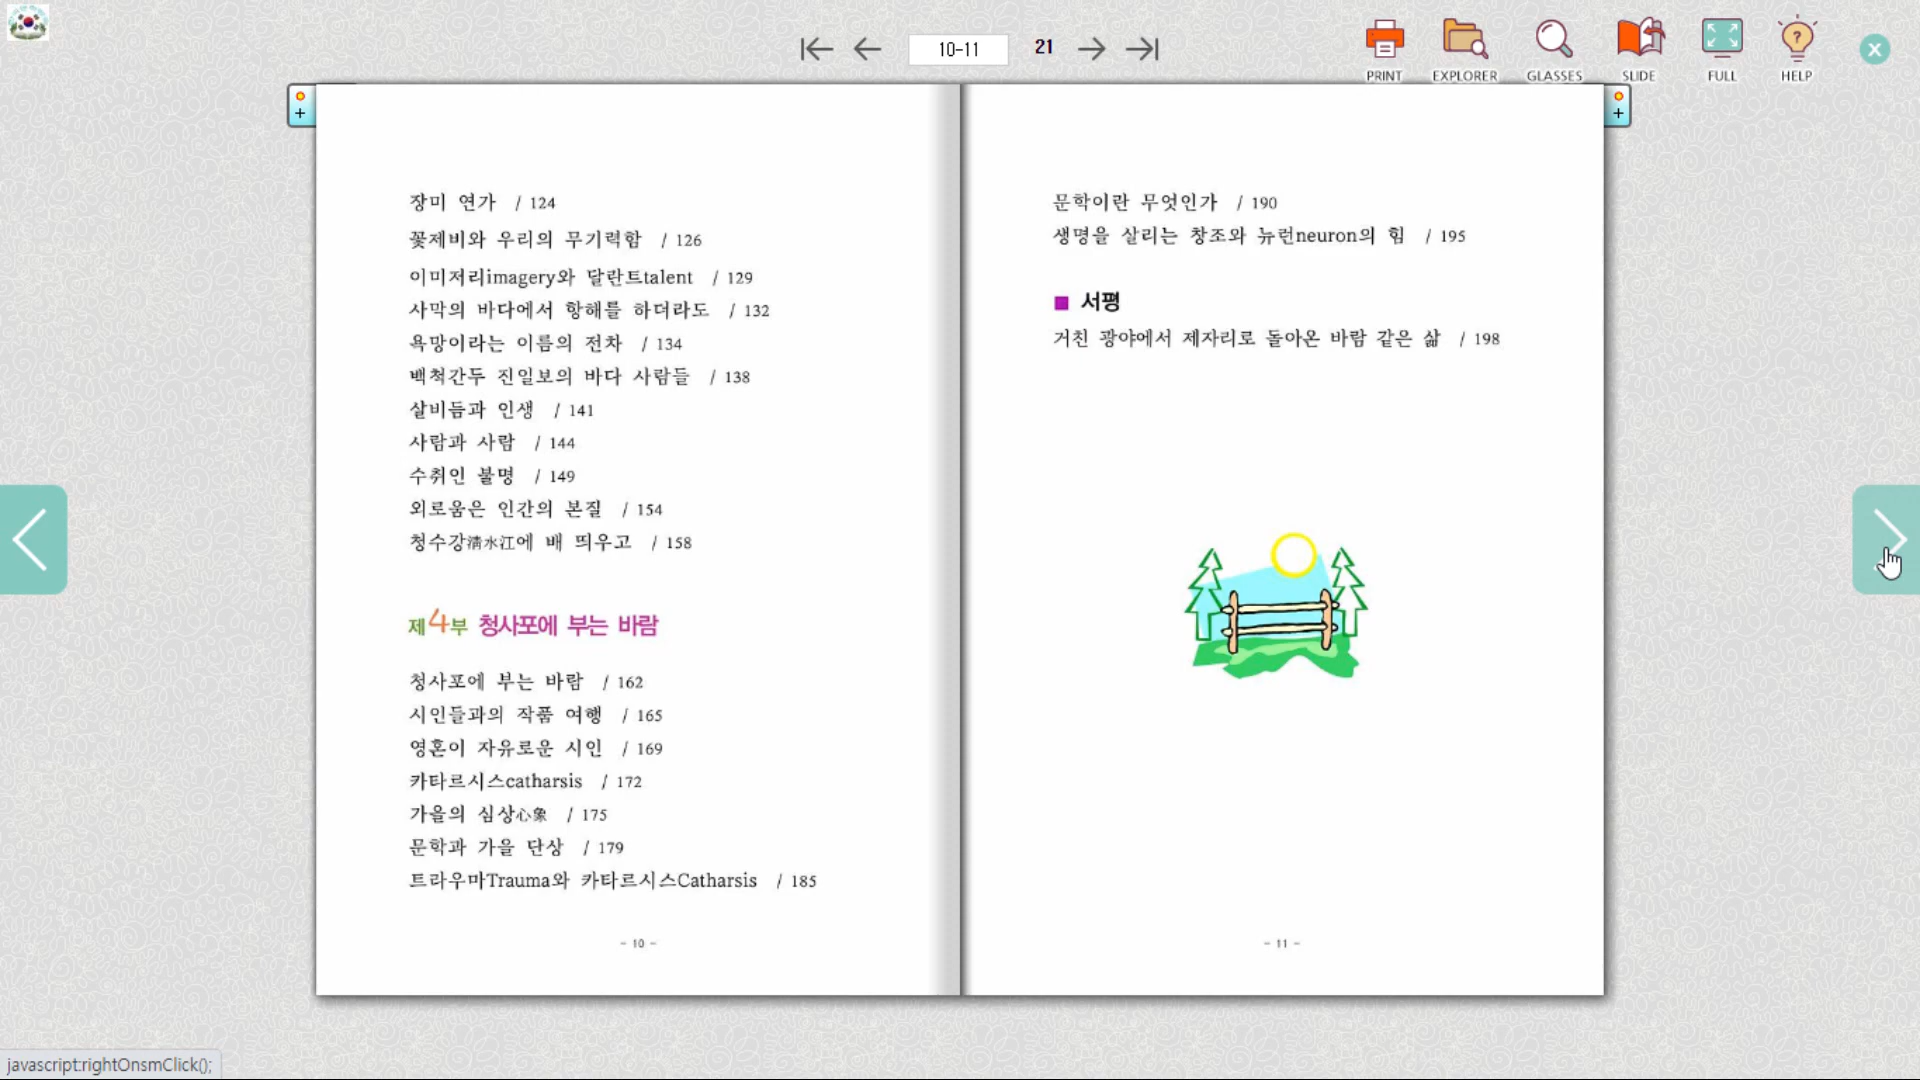 10-11
21
PRINT
EXPLORER
GLASSES
SLIDE
FULL
HELP
장미 연가 / 124
꽃제비와 우리의 무기력함 / 126
이미저리imagery와 달란트talent / 129
사막의 바다에서 항해를 하더라도 / 132
욕망이라는 이름의 전차 / 134
백척간두 진일보의 바다 사람들 / 138
살비듬과 인생 / 141
사람과 사람 / 144
수취인 불명 / 149
외로움은 인간의 본질 / 154
청수강淸水江에 배 띄우고 / 158
제4부 청사포에 부는 바람
청사포에 부는 바람 / 162
시인들과의 작품 여행 / 165
영혼이 자유로운 시인 / 169
카타르시스catharsis / 172
가을의 심상心象 / 175
문학과 가을 단상 / 179
트라우마Trauma와 카타르시스Catharsis / 185
- 10 -
문학이란 무엇인가 / 190
생명을 살리는 창조와 뉴런neuron의 힘 / 195
■ 서평
거친 광야에서 제자리로 돌아온 바람 같은 삶 / 198
- 11 -
javascript:rightOnsmClick();